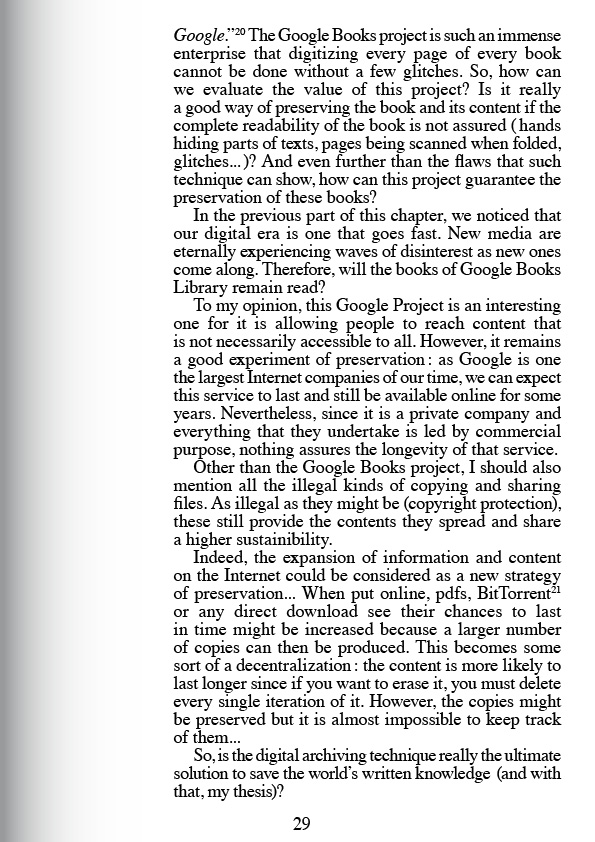 Google.”²⁰ The Google Books project is such an immense
enterprise that digitizing every page of every book
cannot be done without a few glitches. So, how can
we evaluate the value of this project? Is it really
a good way of preserving the book and its content if the
complete readability of the book is not assured (hands
hiding parts of texts, pages being scanned when folded,
glitches...)? And even further than the flaws that such
technique can show, how can this project guarantee the
preservation of these books?
In the previous part of this chapter, we noticed that
our digital era is one that goes fast. New media are
eternally experiencing waves of disinterest as new ones
come along. Therefore, will the books of Google Books
Library remain read?
To my opinion, this Google Project is an interesting
one for it is allowing people to reach content that
is not necessarily accessible to all. However, it remains
a good experiment of preservation : as Google is one
the largest Internet companies of our time, we can expect
this service to last and still be available online for some
years. Nevertheless, since it is a private company and
everything that they undertake is led by commercial
purpose, nothing assures the longevity of that service.
Other than the Google Books project, I should also
mention all the illegal kinds of copying and sharing
files. As illegal as they might be (copyright protection),
these still provide the contents they spread and share
a higher sustainibility.
Indeed, the expansion of information and content
on the Internet could be considered as a new strategy
of preservation... When put online, pdfs, BitTorrent²¹
or any direct download see their chances to last
in time might be increased because a larger number
of copies can then be produced. This becomes some
sort of a decentralization : the content is more likely to
last longer since if you want to erase it, you must delete
every single iteration of it. However, the copies might
be preserved but it is almost impossible to keep track
of them...
So, is the digital archiving technique really the ultimate
solution to save the world’s written knowledge (and with
that, my thesis)?
29